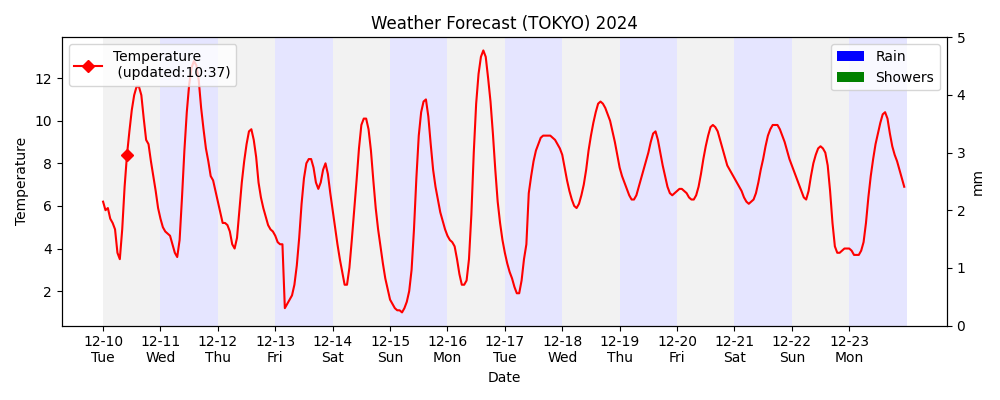 Weather Forecast (TOKYO) 2024
Temperature
(updated:10:37)
Rain
Showers
Temperature
12
10
8
6
4
2
5
4
3
2
1
0
mm
12-10 12-11 12-12 12-13 12-14 12-15 12-16 12-17 12-18 12-19 12-20 12-21 12-22 12-23
Tue Wed Thu Fri Sat Sun Mon Tue Wed Thu Fri Sat Sun Mon
Date